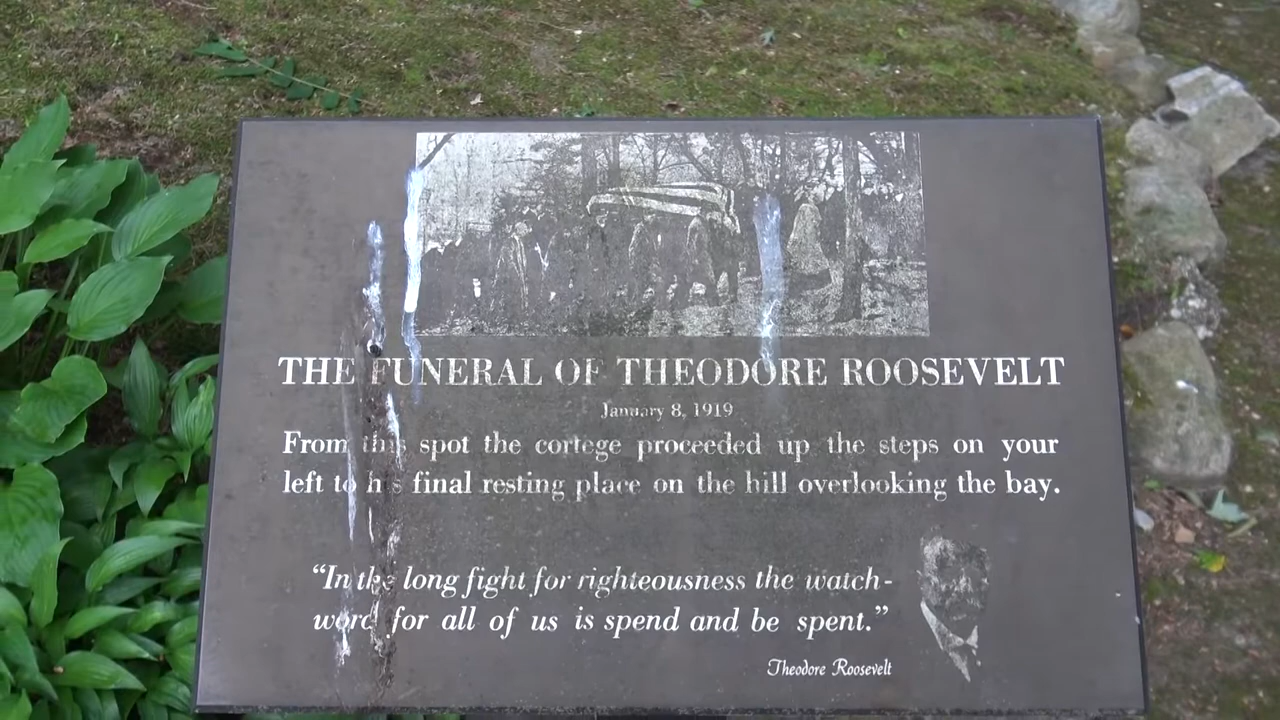 THE FUNERAL OF THEODORE ROOSEVELT
January 8, 1919
From this spot the cortege proceeded up the steps on your
left to his final resting place on the hill overlooking the bay.
“In the long fight for righteousness the watch-
word for all of us is spend and be spent.”
Theodore Roosevelt